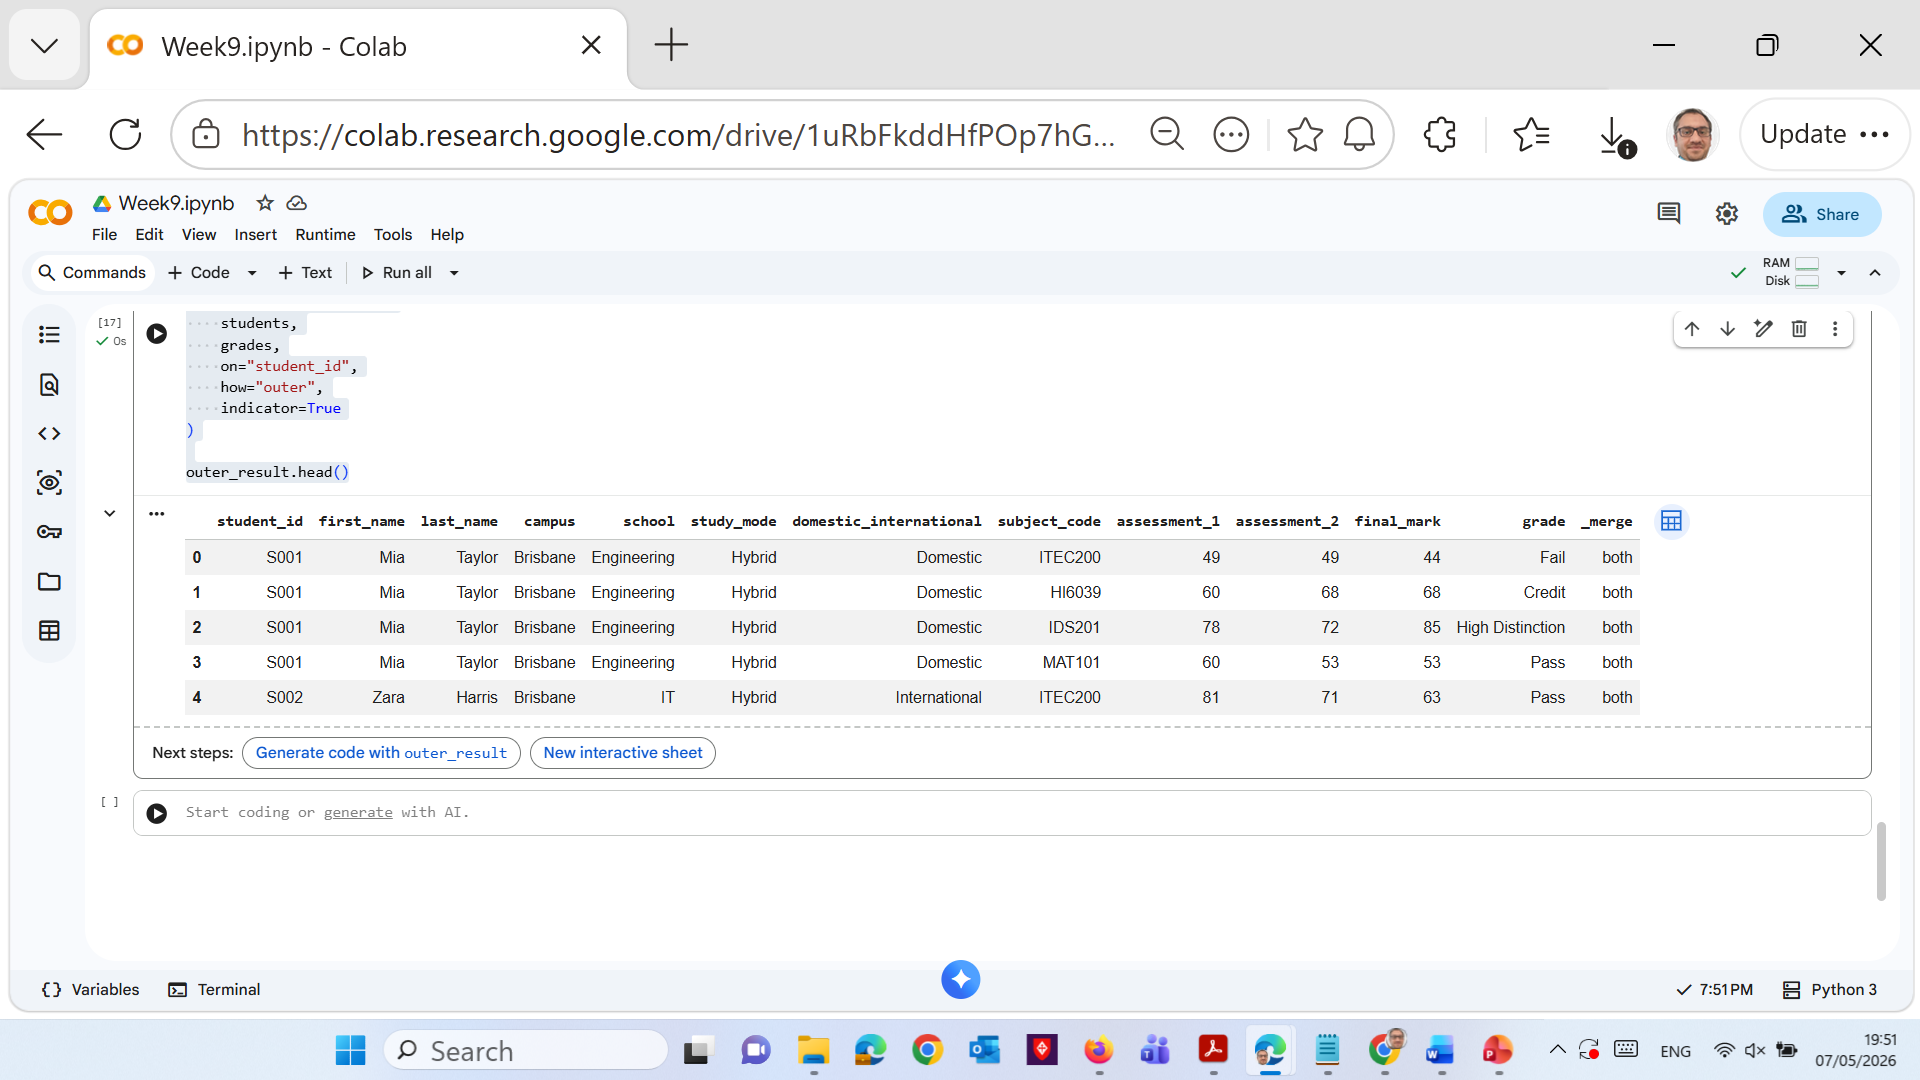 Week9.ipynb - Colab
https://colab.research.google.com/drive/1uRbFkddHfPOp7hG...
Update
Week9.ipynb
File Edit View Insert Runtime Tools Help
Share
Commands + Code + Text Run all
RAM
Disk
[17]
0s
students,
grades,
on="student_id",
how="outer",
indicator=True
)
outer_result.head()
student_id first_name last_name campus school study_mode domestic_international subject_code assessment_1 assessment_2 final_mark grade _merge
0 S001 Mia Taylor Brisbane Engineering Hybrid Domestic ITEC200 49 49 44 Fail both
1 S001 Mia Taylor Brisbane Engineering Hybrid Domestic HI6039 60 68 68 Credit both
2 S001 Mia Taylor Brisbane Engineering Hybrid Domestic IDS201 78 72 85 High Distinction both
3 S001 Mia Taylor Brisbane Engineering Hybrid Domestic MAT101 60 53 53 Pass both
4 S002 Zara Harris Brisbane IT Hybrid International ITEC200 81 71 63 Pass both
Next steps: Generate code with outer_result New interactive sheet
[ ] Start coding or generate with AI.
Variables Terminal
7:51 PM Python 3
Search
ENG
19:51
07/05/2026